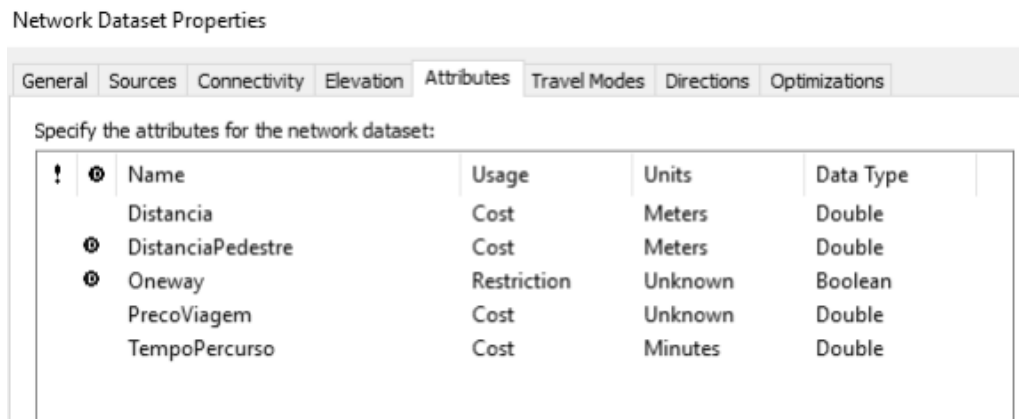 Network Dataset Properties
General Sources Connectivity Elevation Attributes Travel Modes Directions Optimizations
Specify the attributes for the network dataset:
! Name Usage Units Data Type
Distancia Cost Meters Double
DistanciaPedestre Cost Meters Double
Oneway Restriction Unknown Boolean
PrecoViagem Cost Unknown Double
TempoPercurso Cost Minutes Double